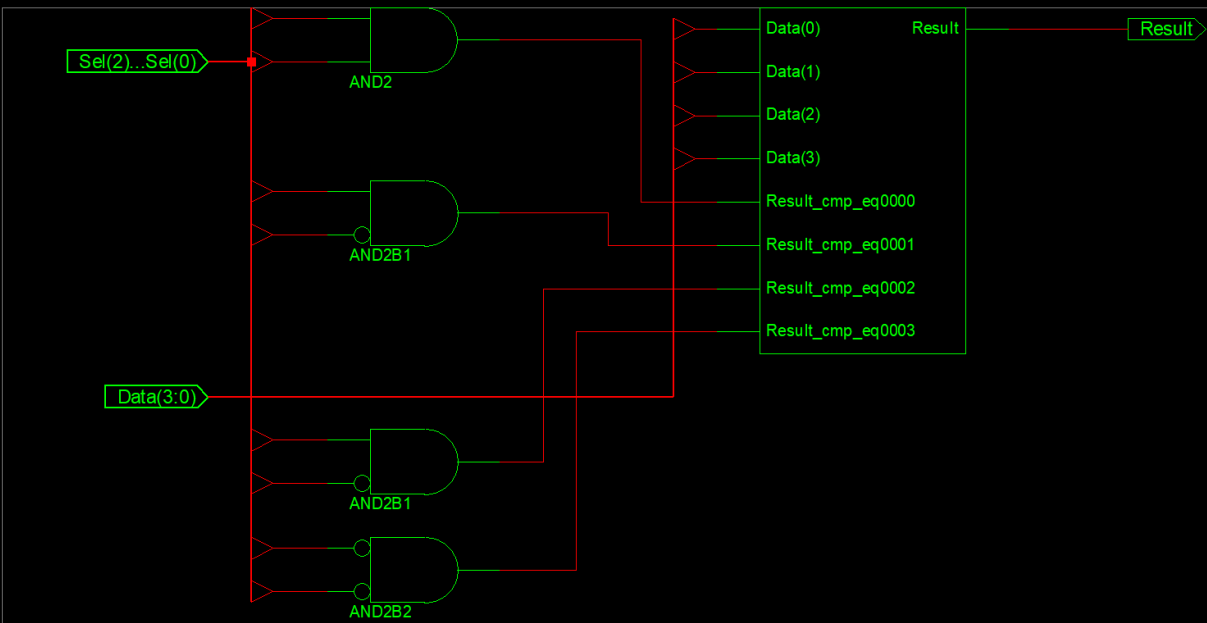 Sel(2)...Sel(0)
AND2
AND2B1
Data(3:0)
AND2B1
AND2B2
Data(0)
Result
Data(1)
Data(2)
Data(3)
Result_cmp_eq0000
Result_cmp_eq0001
Result_cmp_eq0002
Result_cmp_eq0003
Result